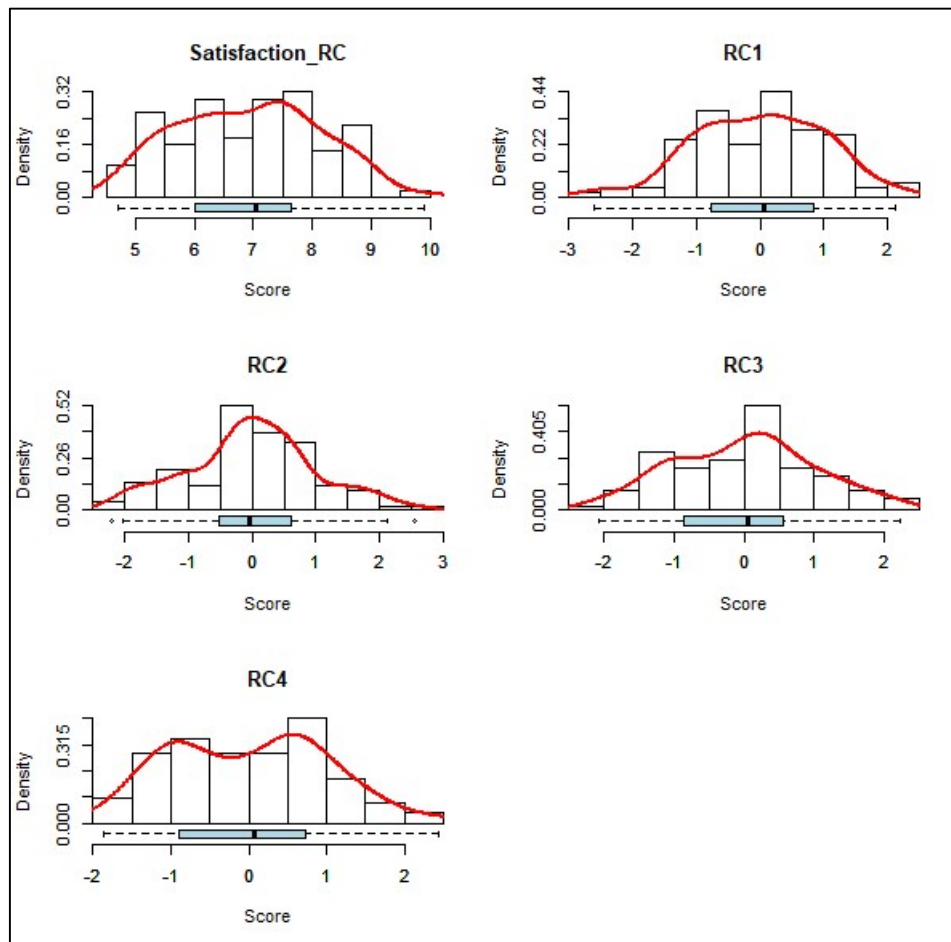 Satisfaction_RC
Density
0.00 0.16 0.32
5 6 7 8 9 10
Score
RC1
Density
0.00 0.22 0.44
-3 -2 -1 0 1 2
Score
RC2
Density
0.00 0.26 0.52
-2 -1 0 1 2 3
Score
RC3
Density
0.000 0.405
-2 -1 0 1 2
Score
RC4
Density
0.000 0.315
-2 -1 0 1 2
Score